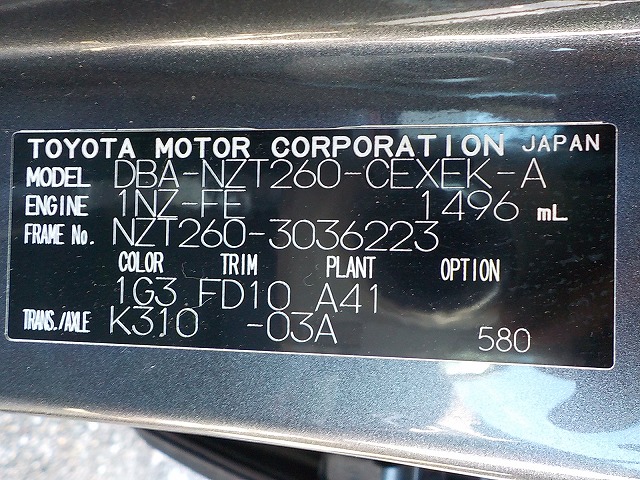 TOYOTA MOTOR CORPORATION JAPAN
MODEL DBA-NZT260-CEXEK-A
ENGINE 1NZ-FE 1496 mL
FRAME No. NZT260-3036223
COLOR TRIM PLANT OPTION
1G3 FD10 A41
TRANS./AXLE K310 -03A 580